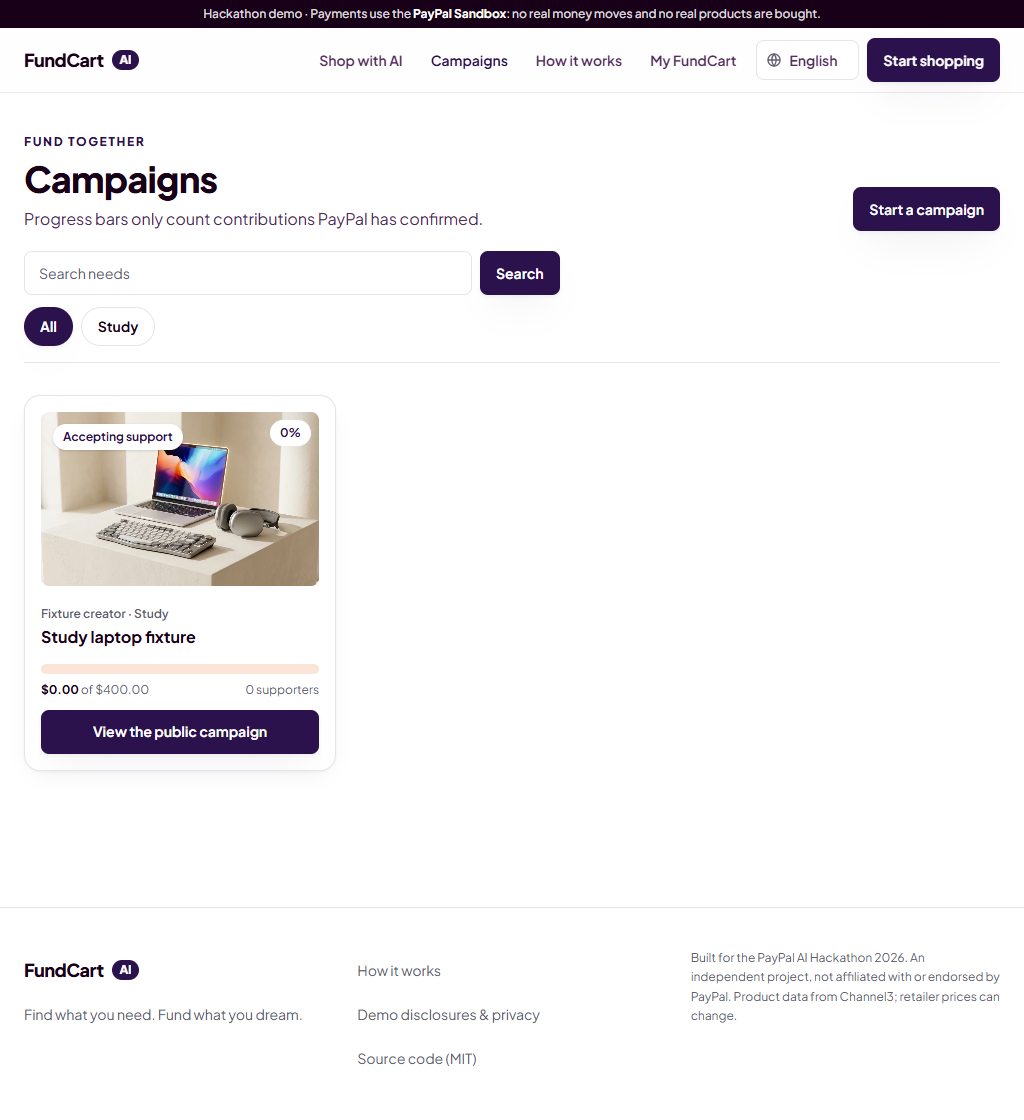 Hackathon demo · Payments use the PayPal Sandbox: no real money moves and no real products are bought.
FundCart AI
Shop with AI
Campaigns
How it works
My FundCart
English
Start shopping
FUND TOGETHER
Campaigns
Progress bars only count contributions PayPal has confirmed.
Start a campaign
Search needs
Search
All
Study
Accepting support
0%
Fixture creator · Study
Study laptop fixture
$0.00 of $400.00
0 supporters
View the public campaign
FundCart AI
Find what you need. Fund what you dream.
How it works
Demo disclosures & privacy
Source code (MIT)
Built for the PayPal AI Hackathon 2026. An
independent project, not affiliated with or endorsed by
PayPal. Product data from Channel3; retailer prices can
change.